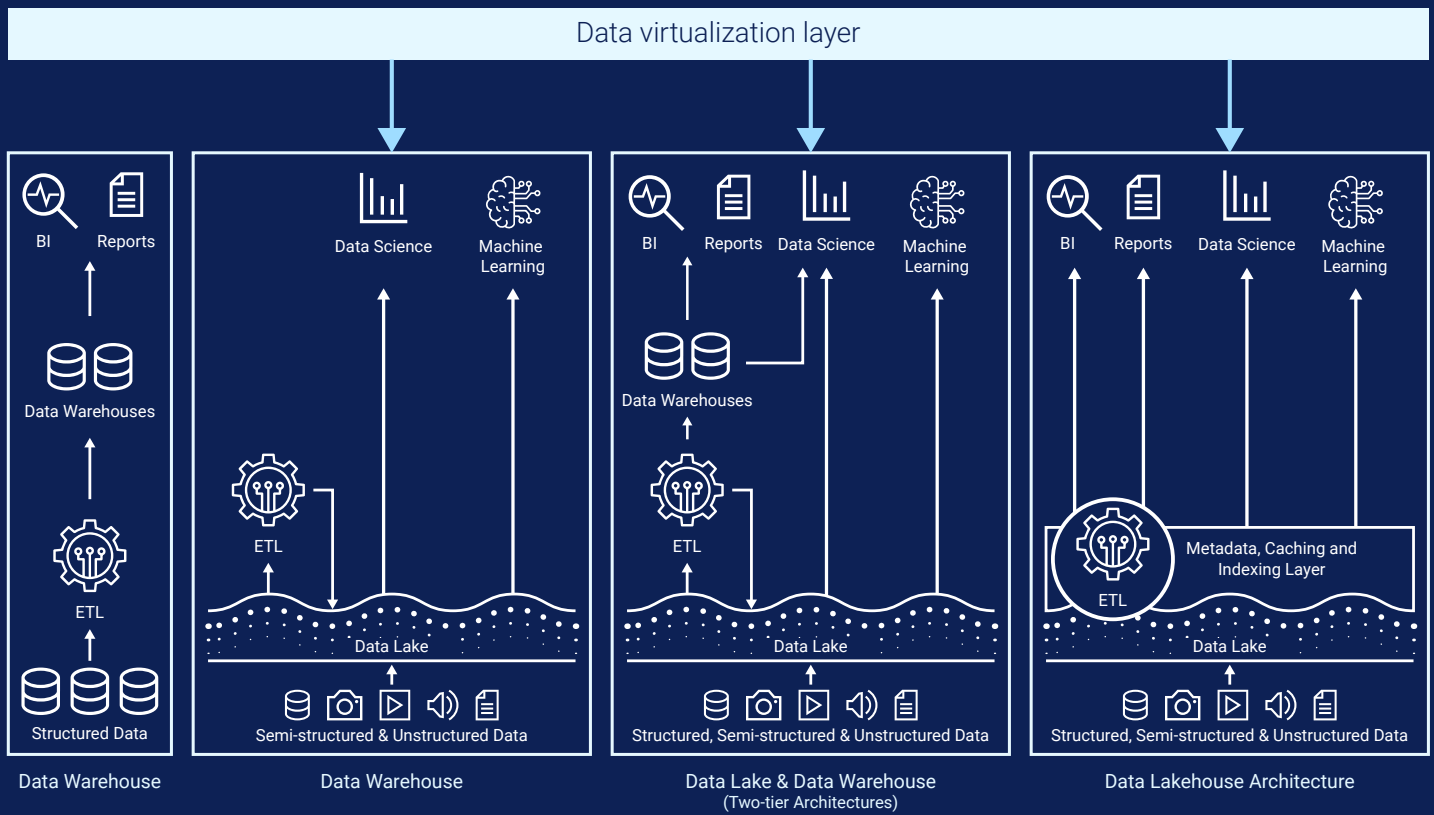 Data virtualization layer
BI
Reports
Data Warehouses
ETL
Structured Data
Data Warehouse
Data Science
Machine
Learning
ETL
Data Lake
Semi-structured & Unstructured Data
Data Warehouse
BI
Reports
Data Science
Machine
Learning
Data Warehouses
ETL
Data Lake
Structured, Semi-structured & Unstructured Data
Data Lake & Data Warehouse
(Two-tier Architectures)
BI
Reports
Data Science
Machine
Learning
Metadata, Caching and
Indexing Layer
ETL
Data Lake
Structured, Semi-structured & Unstructured Data
Data Lakehouse Architecture